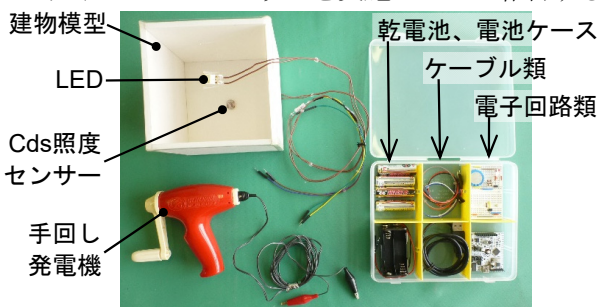 建物模型
LED
Cds照度
センサー
手回し
発電機
乾電池、電池ケース
ケーブル類
電子回路類